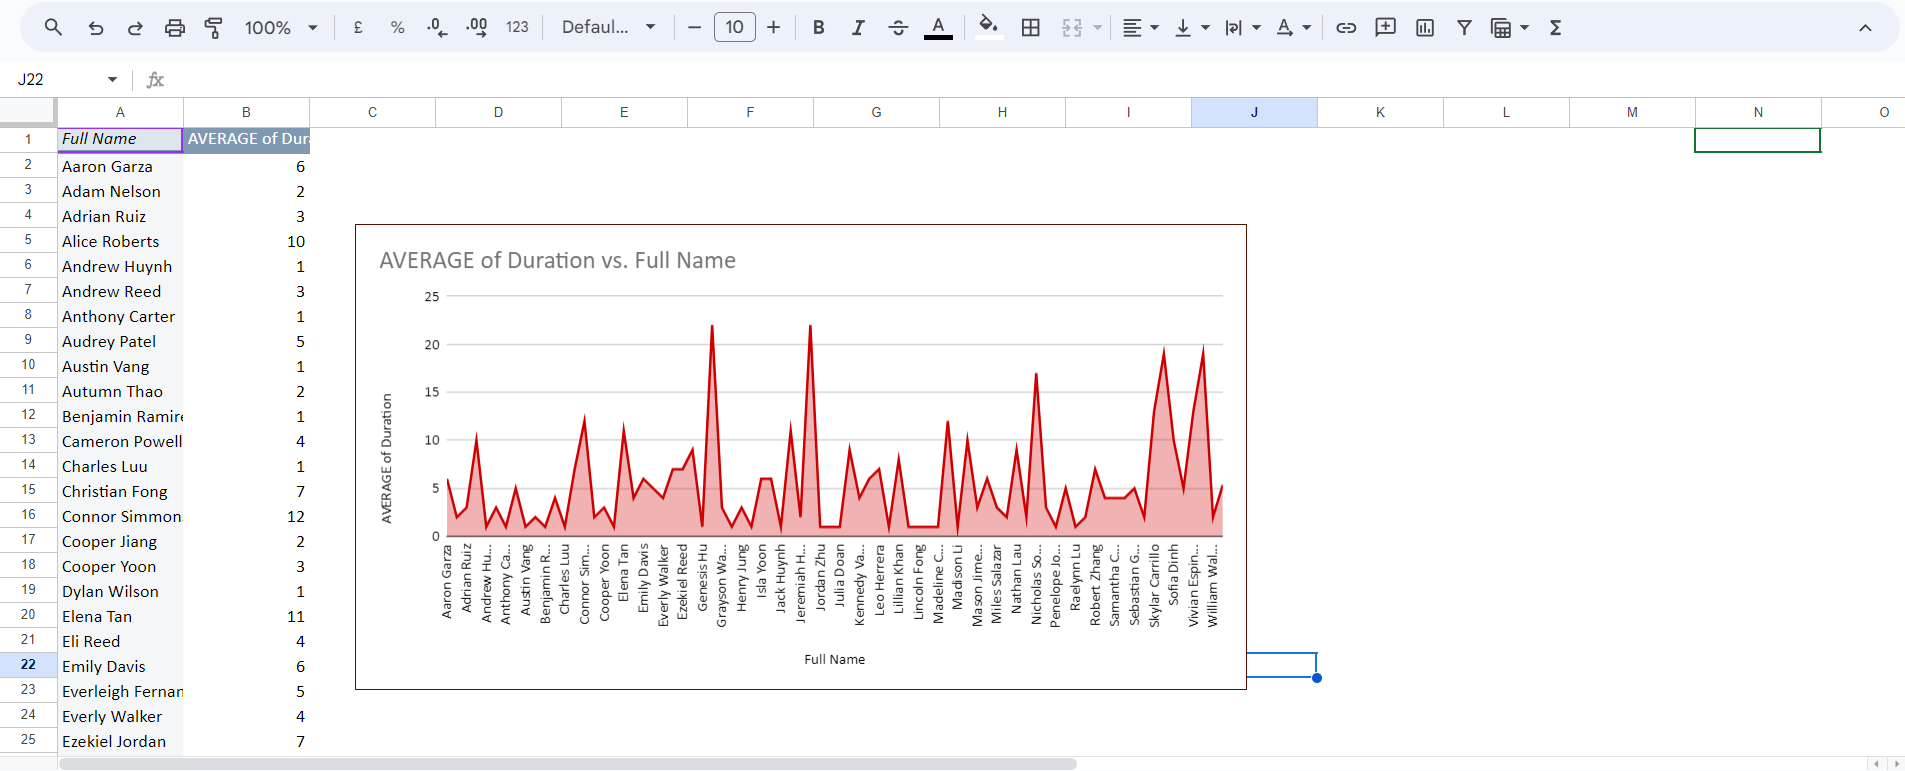 100% £ % .0 .00 123 Defaul... 10 B I S A A Σ
J22 fx
A B C D E F G H I J K L M N O
1 Full Name AVERAGE of Dur
2 Aaron Garza 6
3 Adam Nelson 2
4 Adrian Ruiz 3
5 Alice Roberts 10
6 Andrew Huynh 1
7 Andrew Reed 3
8 Anthony Carter 1
9 Audrey Patel 5
10 Austin Vang 1
11 Autumn Thao 2
12 Benjamin Ramire 1
13 Cameron Powell 4
14 Charles Luu 1
15 Christian Fong 7
16 Connor Simmon 12
17 Cooper Jiang 2
18 Cooper Yoon 3
19 Dylan Wilson 1
20 Elena Tan 11
21 Eli Reed 4
22 Emily Davis 6
23 Everleigh Fernan 5
24 Everly Walker 4
25 Ezekiel Jordan 7
AVERAGE of Duration vs. Full Name
AVERAGE of Duration
25
20
15
10
5
0
Aaron Garza
Adrian Ruiz
Andrew Hu...
Anthony Ca...
Austin Vang
Benjamin R...
Charles Luu
Connor Sim...
Cooper Yoon
Elena Tan
Emily Davis
Everly Walker
Ezekiel Reed
Genesis Hu
Grayson Wa...
Henry Jung
Isla Yoon
Jack Huynh
Jeremiah H...
Jordan Zhu
Julia Doan
Kennedy Va...
Leo Herrera
Lillian Khan
Lincoln Fong
Madeline C...
Madison Li
Mason Jime...
Miles Salazar
Nathan Lau
Nicholas So...
Penelope Jo...
Raelynn Lu
Robert Zhang
Samantha C...
Sebastian G...
Skylar Carrillo
Sofia Dinh
Vivian Espin...
William Wal...
Full Name